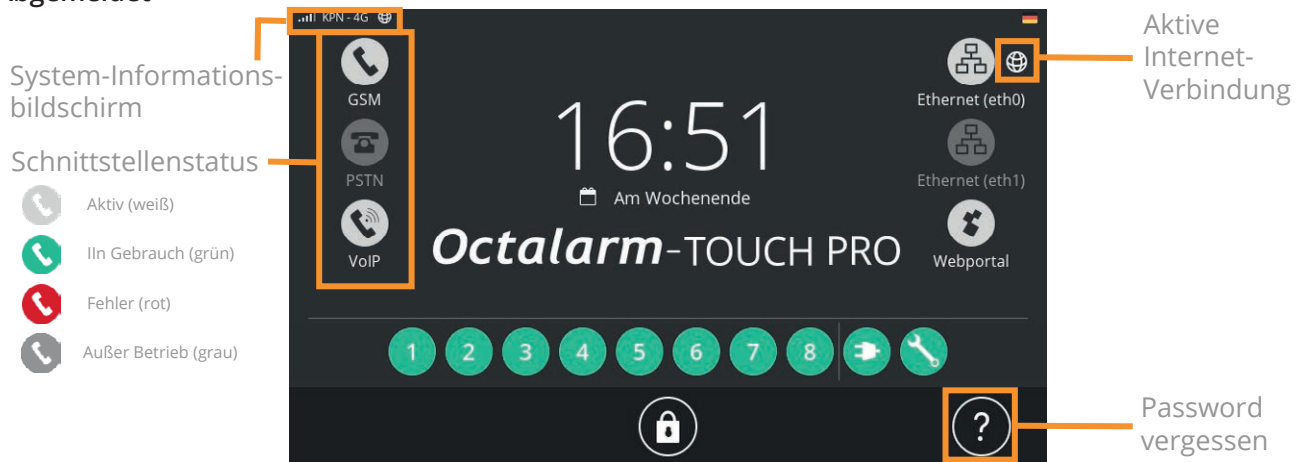 abgemeldet
System-Informations-
bildschirm
Schnittstellenstatus
Aktiv (weiß)
IIn Gebrauch (grün)
Fehler (rot)
Außer Betrieb (grau)
KPN - 4G
GSM
PSTN
VoIP
16:51
Am Wochenende
Octalarm-TOUCH PRO
Ethernet (eth0)
Ethernet (eth1)
Webportal
1 2 3 4 5 6 7 8
?
Aktive
Internet-
Verbindung
Password
vergessen